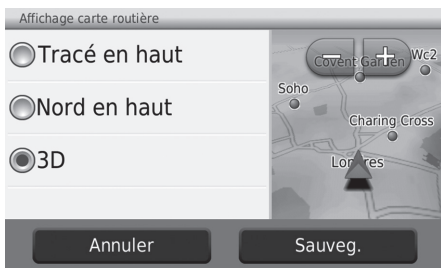 Affichage carte routière
Tracé en haut
Nord en haut
3D
Covent Garden
Wc2
Soho
Charing Cross
Londres
Annuler
Sauveg.